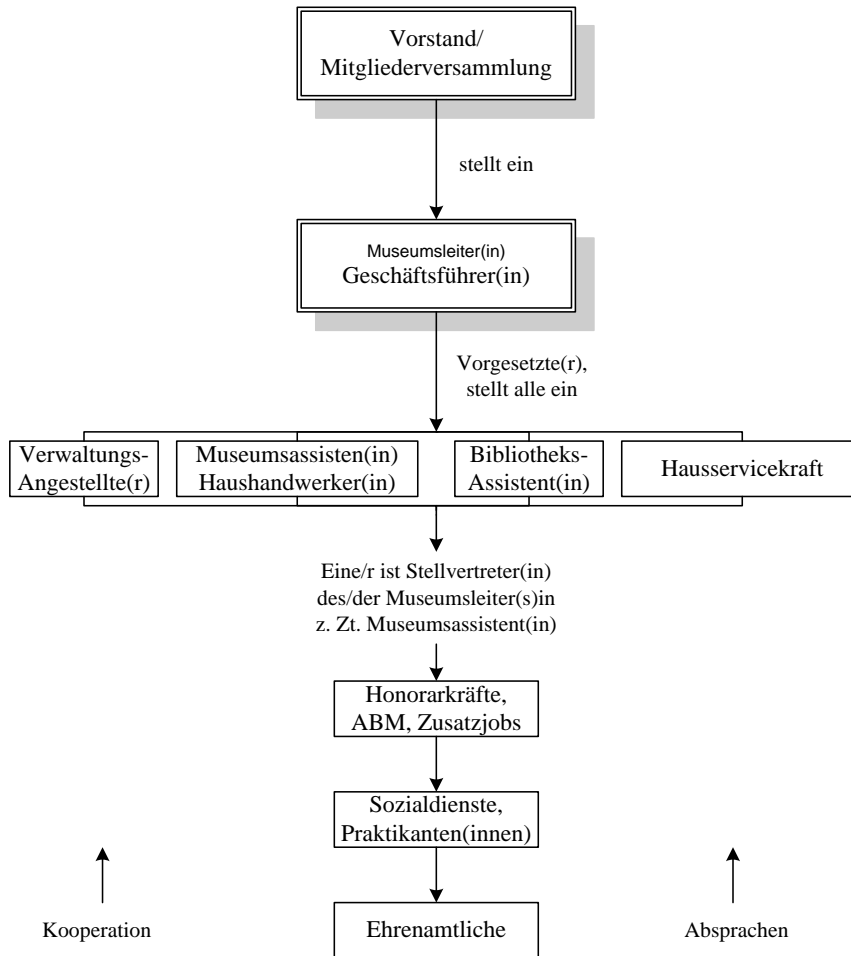 Vorstand/
Mitgliederversammlung
stellt ein
Museumsleiter(in)
Geschäftsführer(in)
Vorgesetzte(r),
stellt alle ein
Verwaltungs-
Angestellte(r)
Museumsassisten(in)
Haushandwerker(in)
Bibliotheks-
Assistent(in)
Hausservicekraft
Eine/r ist Stellvertreter(in)
des/der Museumsleiter(s)in
z. Zt. Museumsassistent(in)
Honorarkräfte,
ABM, Zusatzjobs
Sozialdienste,
Praktikanten(innen)
Kooperation
Ehrenamtliche
Absprachen